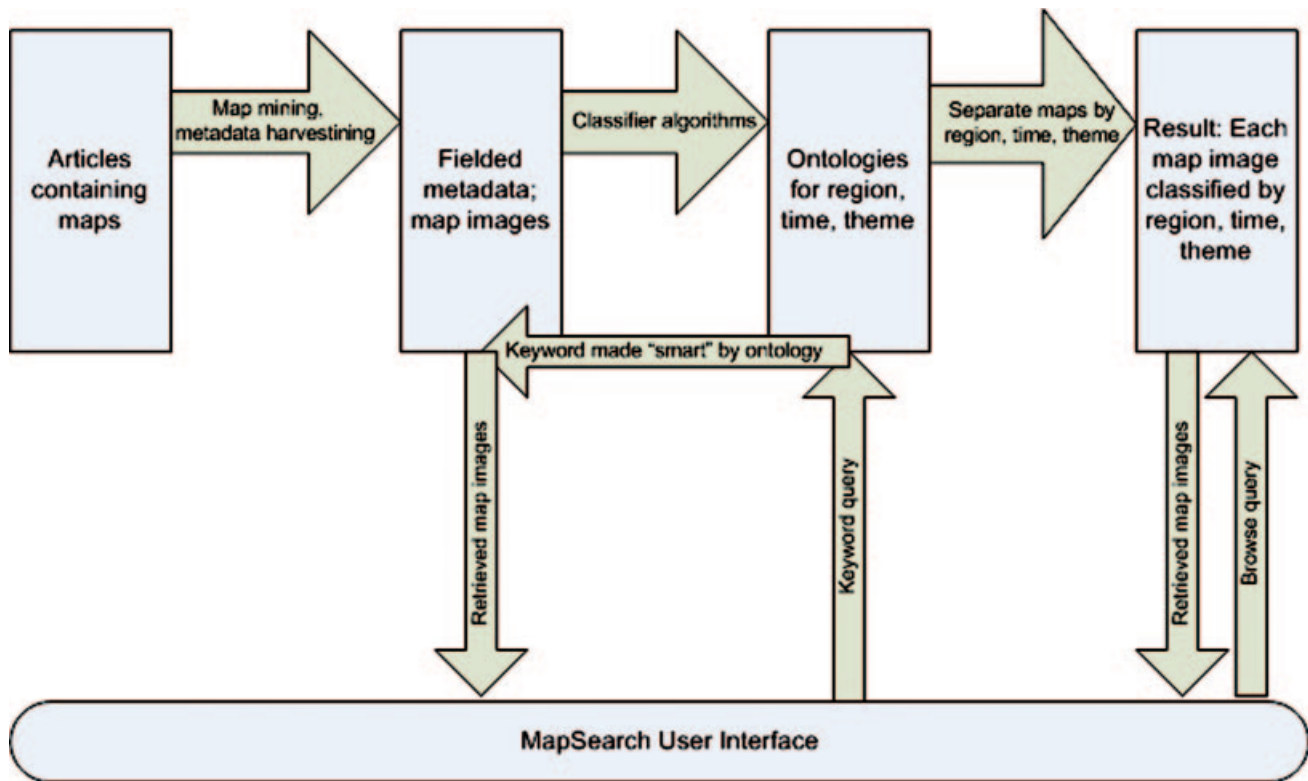 Articles
containing
maps
Map mining,
metadata harvestining
Fielded
metadata;
map images
Classifier algorithms
Ontologies
for region,
time, theme
Separate maps by
region, time, theme
Result: Each
map image
classified by
region, time,
theme
Keyword made "smart" by ontology
Retrieved map images
Keyword query
Retrieved map images
Browse query
MapSearch User Interface